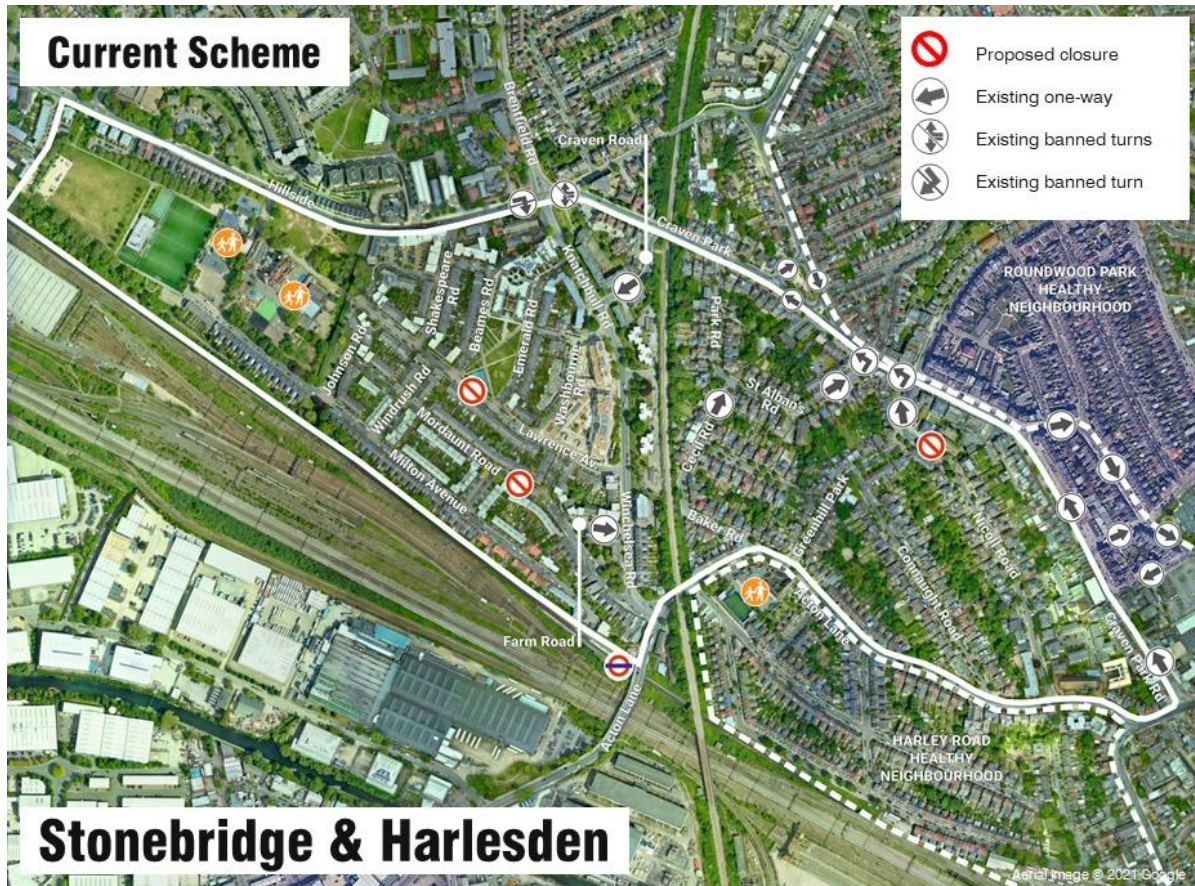 Current Scheme
Proposed closure
Existing one-way
Existing banned turns
Existing banned turn
Brentfield Rd
Craven Road
Hillside
Craven Park
Knatchbull Rd
ROUNDWOOD PARK
HEALTHY
NEIGHBOURHOOD
Shakespeare
Rd
Beames Rd
Emerald Rd
Washbourne
Rd
Johnson Rd
Windrush Rd
Park Rd
St Alban's
Rd
Cecil Rd
Mordaunt Road
Lawrence Av
Milton Avenue
Winchelsea Rd
Baker Rd
Greenhill Park
Nicoll Road
Connaught Road
Acton Lane
Farm Road
Craven Park Rd
Acton Lane
HARLEY ROAD
HEALTHY
NEIGHBOURHOOD
Stonebridge & Harlesden
Aerial Image © 2021 Google